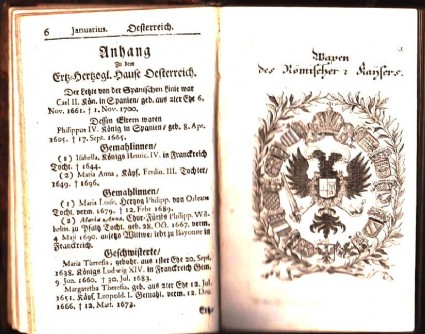 6 Januarius. Oesterreich.
Anhang
Zu dem
Ertz-Hertzogl. Hause Oesterreich.
Der Letzte von der Spanischen Linie war
Carl II. Kön. in Spanien/ geb. aus 2ter Ehe 6.
Nov. 1661. † 1. Nov. 1700.
Dessen Eltern waren
Philippus IV. König in Spanien/ geb. 8. Apr.
1605. † 17. Sept. 1665.
Gemahlinnen/
(1) Isabella, Königs Henric. IV. in Franckreich
Tocht. † 1644.
(2) Maria Anna, Käys. Ferdin. III. Tochter/
1649. † 1696.
Gemahlinnen/
(1) Maria Louise, Hertzog Philipp. von Orleans
Tocht. verm. 1679. † 12. Febr. 1689.
(2) Maria Anna, Chur-Fürsts Philipp. Wil-
helm. zu Pfaltz Tocht. geb. 28. Oct. 1667. verm.
4 Maji 1690. anjetzo Wittwe/ lebt zu Bayonne in
Franckreich.
Geschwisterte/
Maria Theresia, gebohr. aus 1ster Ehe 20. Sept.
1638. Königs Ludwig XIV. in Franckreich Gem.
9 Jun. 1660. † 30. Jul. 1683.
Margaretha Theresia, geb. aus 2ter Ehe 12. Jul.
1651. Käys. Leopold. I. Gemahl. verm. 12. Dec.
1666. † 12. Mart. 1673.
Wapen
des Römischer Kaÿsers.